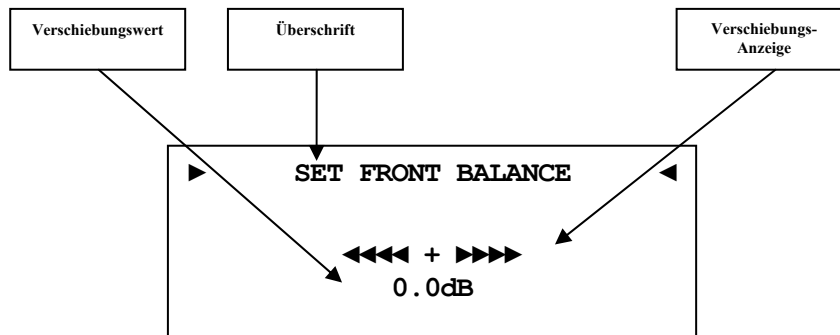 Verschiebungswert
Überschrift
Verschiebungs-
Anzeige
► SET FRONT BALANCE ◄
◄◄◄◄ + ►►►►
0.0dB